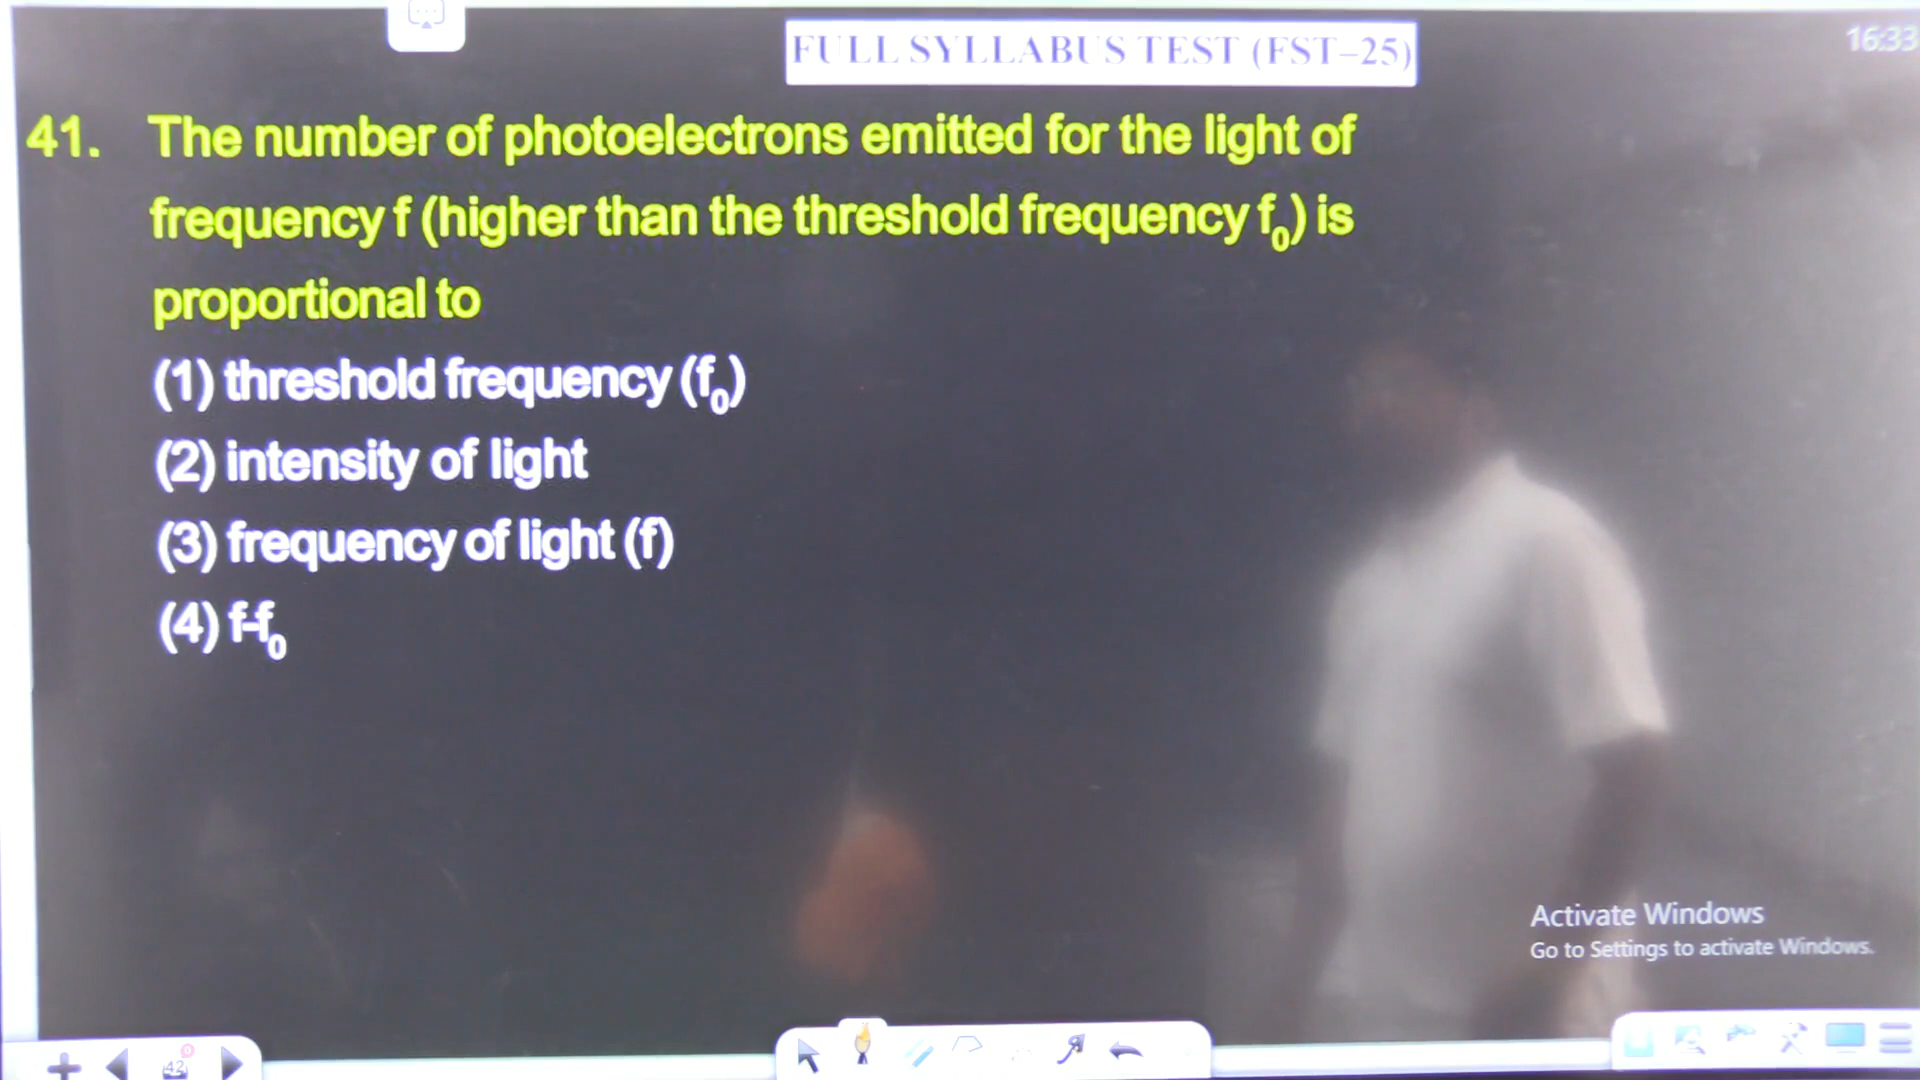 FULL SYLLABUS TEST (FST–25)
16:33
41. The number of photoelectrons emitted for the light of
frequency f (higher than the threshold frequency f₀) is
proportional to
(1) threshold frequency (f₀)
(2) intensity of light
(3) frequency of light (f)
(4) f-f₀
Activate Windows
Go to Settings to activate Windows.
42